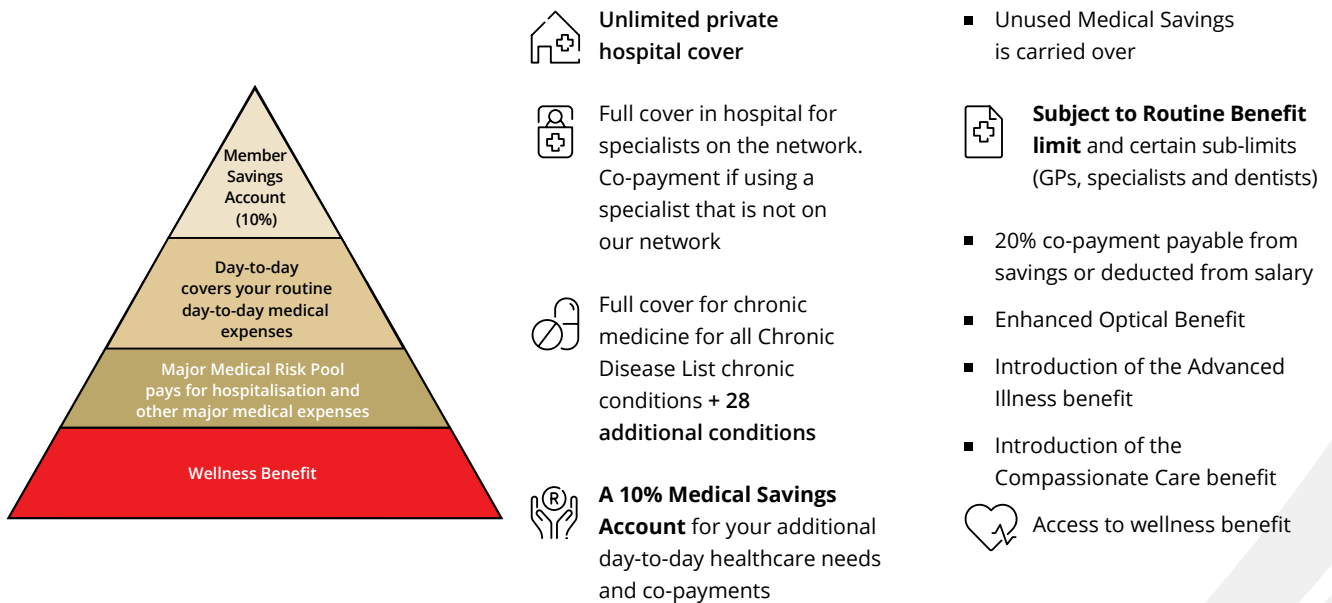 Member
Savings
Account
(10%)
Day-to-day
covers your routine
day-to-day medical
expenses
Major Medical Risk Pool
pays for hospitalisation and
other major medical expenses
Wellness Benefit
Unlimited private
hospital cover
Full cover in hospital for
specialists on the network.
Co-payment if using a
specialist that is not on
our network
Full cover for chronic
medicine for all Chronic
Disease List chronic
conditions + 28
additional conditions
R
A 10% Medical Savings
Account for your additional
day-to-day healthcare needs
and co-payments
▪ Unused Medical Savings
is carried over
Subject to Routine Benefit
limit and certain sub-limits
(GPs, specialists and dentists)
▪ 20% co-payment payable from
savings or deducted from salary
▪ Enhanced Optical Benefit
▪ Introduction of the Advanced
Illness benefit
▪ Introduction of the
Compassionate Care benefit
Access to wellness benefit